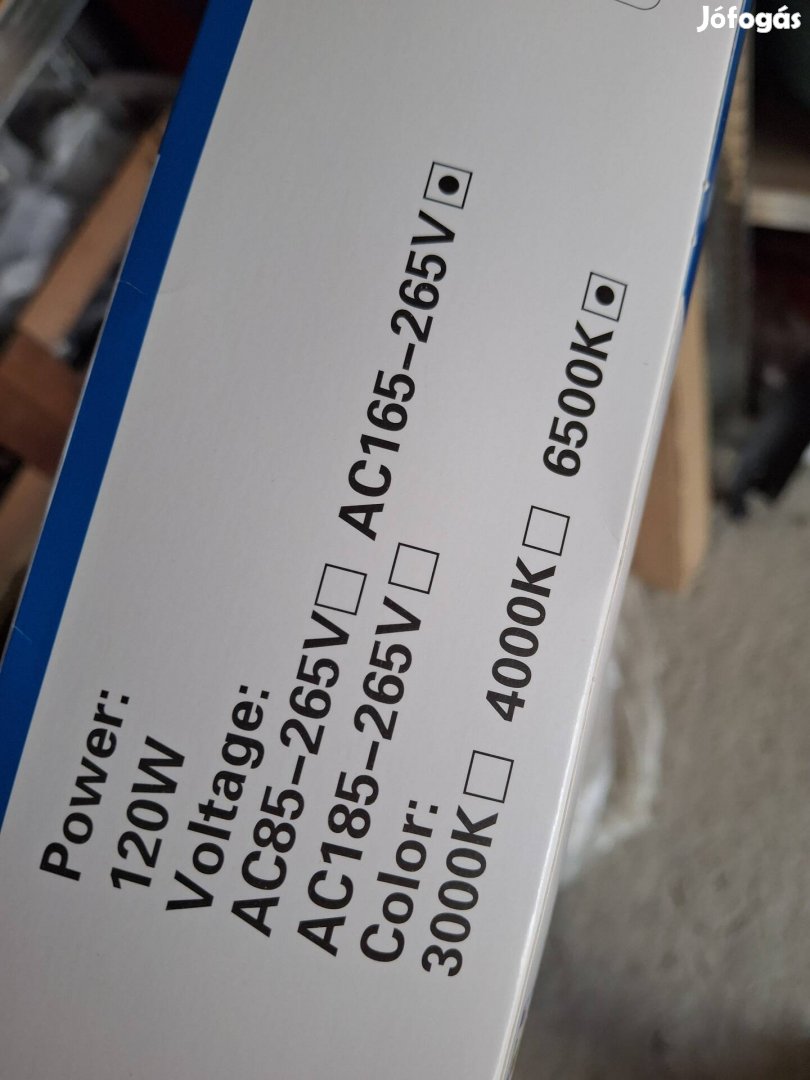 Jófogás
Power:
120W
Voltage:
AC85–265V☐ AC165–265V▣
AC185–265V☐
Color:
3000K☐ 4000K☐ 6500K▣